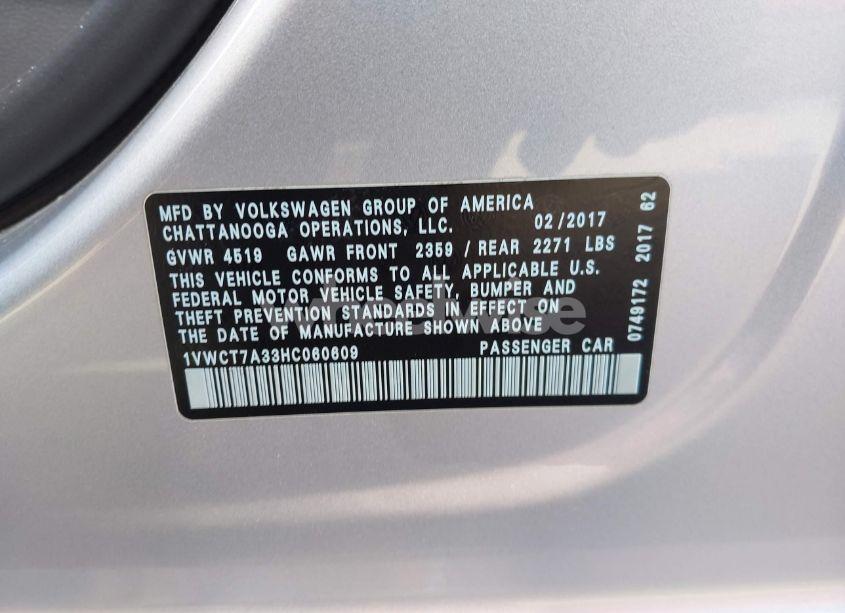 MFD BY VOLKSWAGEN GROUP OF AMERICA
CHATTANOOGA OPERATIONS, LLC. 02/2017
GVWR 4519 GAWR FRONT 2359 / REAR 2271 LBS
THIS VEHICLE CONFORMS TO ALL APPLICABLE U.S.
FEDERAL MOTOR VEHICLE SAFETY, BUMPER AND
THEFT PREVENTION STANDARDS IN EFFECT ON
THE DATE OF MANUFACTURE SHOWN ABOVE
1VWCT7A33HC060609 PASSENGER CAR
0749172 2017 62